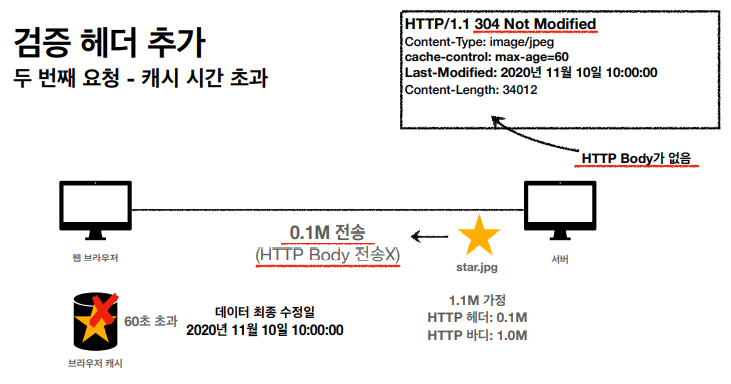 검증 헤더 추가
두 번째 요청 - 캐시 시간 초과
HTTP/1.1 304 Not Modified
Content-Type: image/jpeg
cache-control: max-age=60
Last-Modified: 2020년 11월 10일 10:00:00
Content-Length: 34012
HTTP Body가 없음
0.1M 전송
(HTTP Body 전송X)
star.jpg
웹 브라우저
서버
1.1M 가정
HTTP 헤더: 0.1M
HTTP 바디: 1.0M
60초 초과
데이터 최종 수정일
2020년 11월 10일 10:00:00
브라우저 캐시